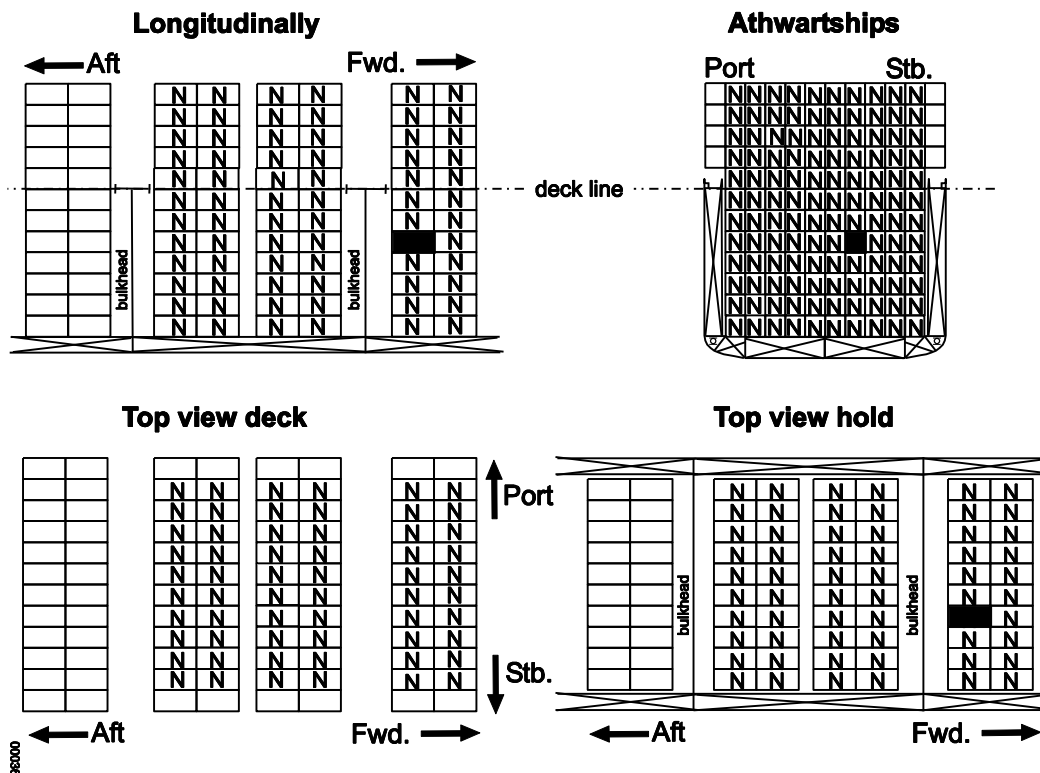 Longitudinally
Aft
Fwd.
N N N N N N
N N N N N N
N N N N N N
N N N N N N
N N N N N N
N N N N N N
N N N N N N
N N N N N
N N N N N N
N N N N N N
N N N N N N
N N N N N N
bulkhead
bulkhead
deck line
Athwartships
Port
Stb.
N N N N N N N N N N
N N N N N N N N N N
N N N N N N N N N N
N N N N N N N N N N
N N N N N N N N N N
N N N N N N N N N N
N N N N N N N N N N
N N N N N N N N N
N N N N N N N N N N
N N N N N N N N N N
N N N N N N N N N N
N N N N N N N N N N
Top view deck
N N N N N N
N N N N N N
N N N N N N
N N N N N N
N N N N N N
N N N N N N
N N N N N N
N N N N N N
N N N N N N
N N N N N N
Port
Stb.
Aft
Fwd.
Top view hold
N N N N N N
N N N N N N
N N N N N N
N N N N N N
N N N N N N
N N N N N N
N N N N N
N N N N N N
N N N N N N
N N N N N N
bulkhead
bulkhead
Aft
Fwd.